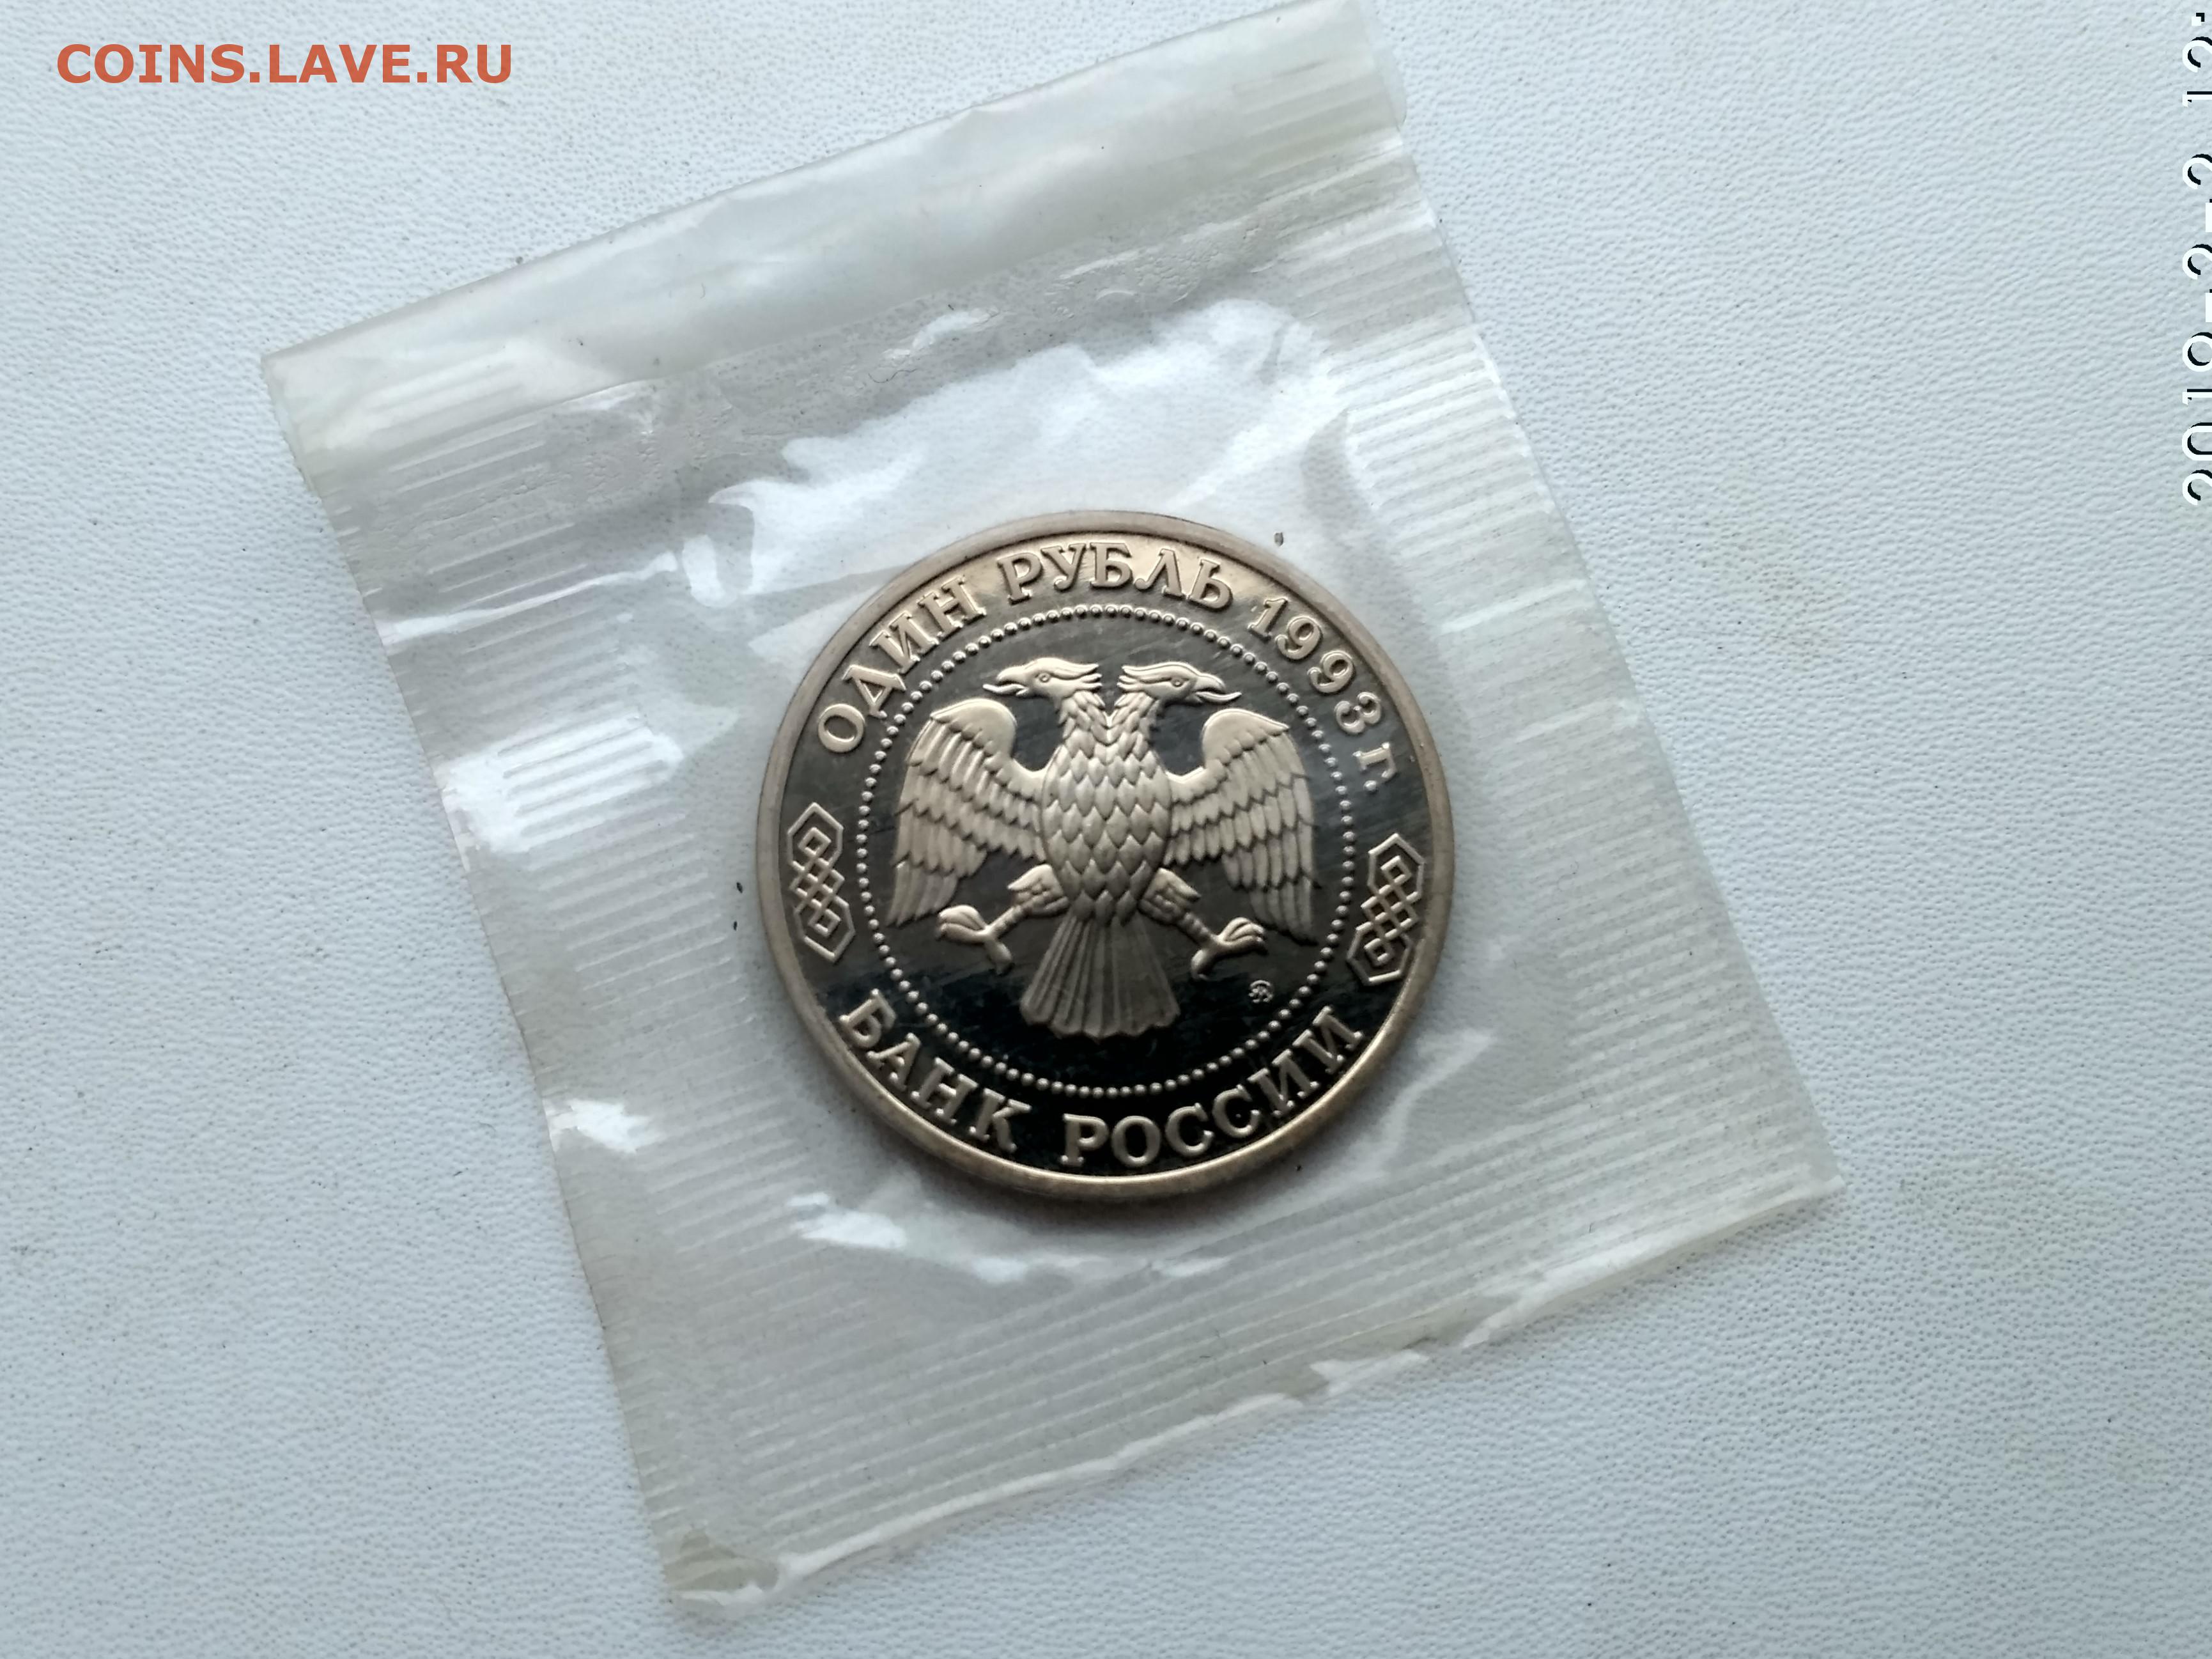 COINS.LAVE.RU
ОДИН РУБЛЬ 1993 г.
БАНК РОССИИ